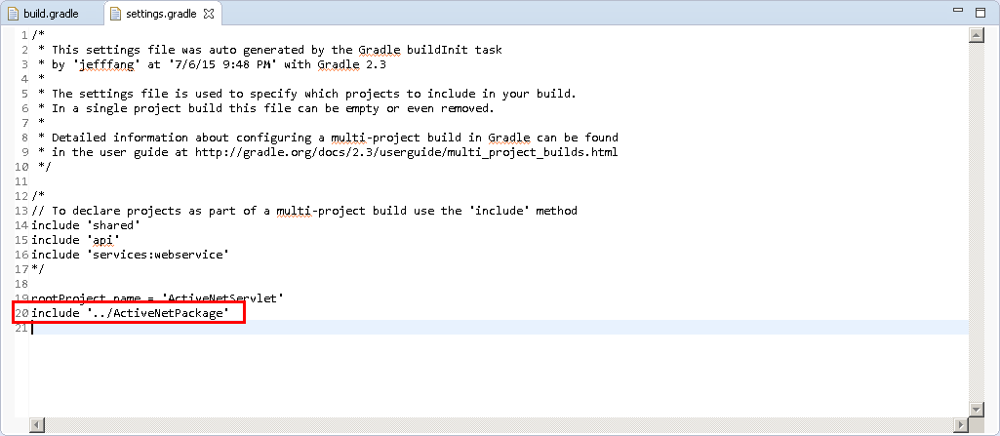 build.gradle settings.gradle
1 /*
2 * This settings file was auto generated by the Gradle buildInit task
3 * by 'jefffang' at '7/6/15 9:48 PM' with Gradle 2.3
4 *
5 * The settings file is used to specify which projects to include in your build.
6 * In a single project build this file can be empty or even removed.
7 *
8 * Detailed information about configuring a multi-project build in Gradle can be found
9 * in the user guide at http://gradle.org/docs/2.3/userguide/multi_project_builds.html
10 */
11
12 /*
13 // To declare projects as part of a multi-project build use the 'include' method
14 include 'shared'
15 include 'api'
16 include 'services:webservice'
17 */
18
19 rootProject.name = 'ActiveNetServlet'
20 include '../ActiveNetPackage'
21